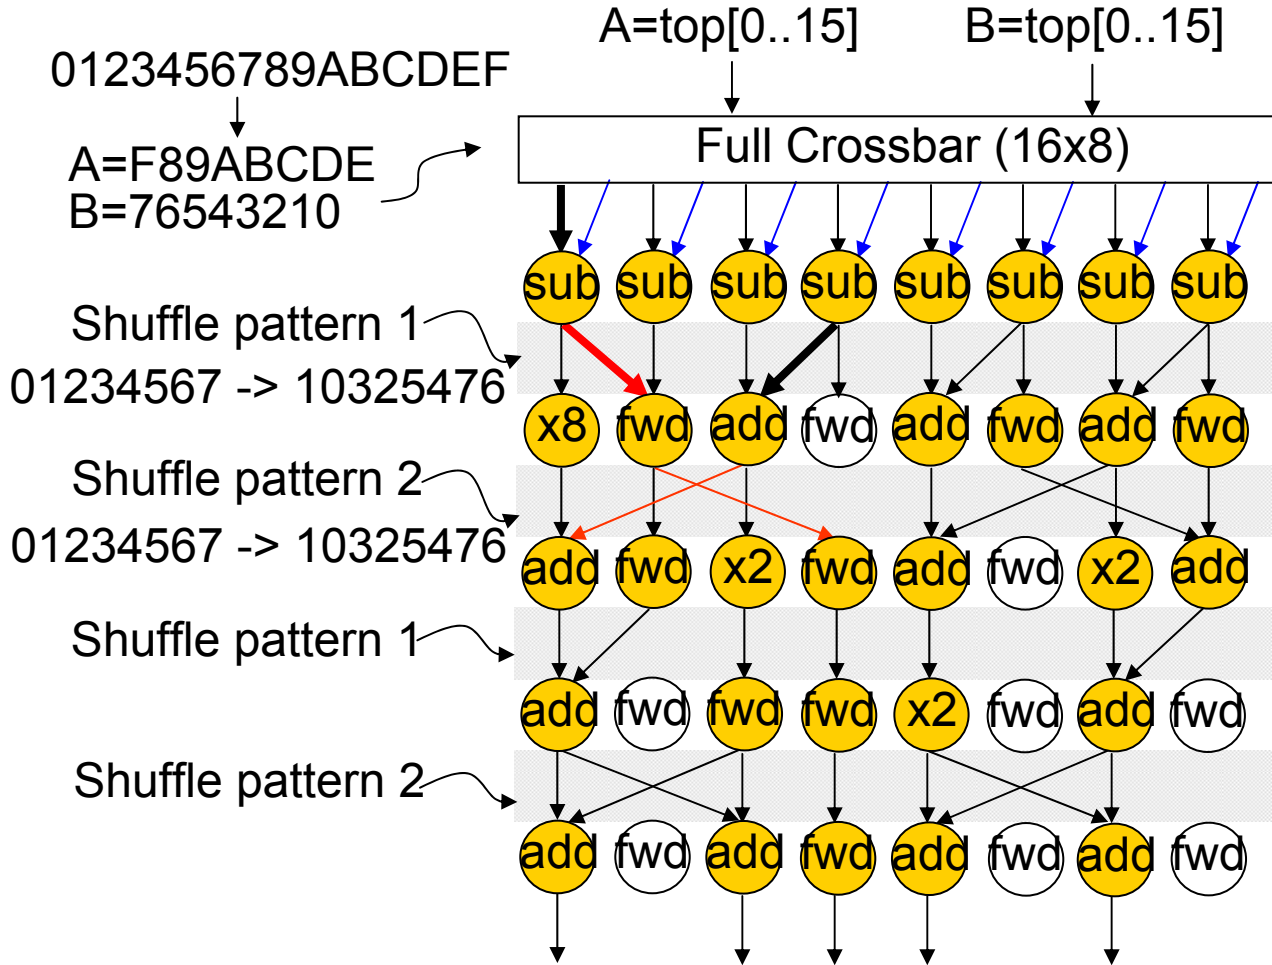 A=top[0..15] B=top[0..15]
0123456789ABCDEF
Full Crossbar (16x8)
A=F89ABCDE
B=76543210
sub sub sub sub sub sub sub sub
Shuffle pattern 1
01234567 -> 10325476
x8 fwd add fwd add fwd add fwd
Shuffle pattern 2
01234567 -> 10325476
add fwd x2 fwd add fwd x2 add
Shuffle pattern 1
add fwd fwd fwd x2 fwd add fwd
Shuffle pattern 2
add fwd add fwd add fwd add fwd